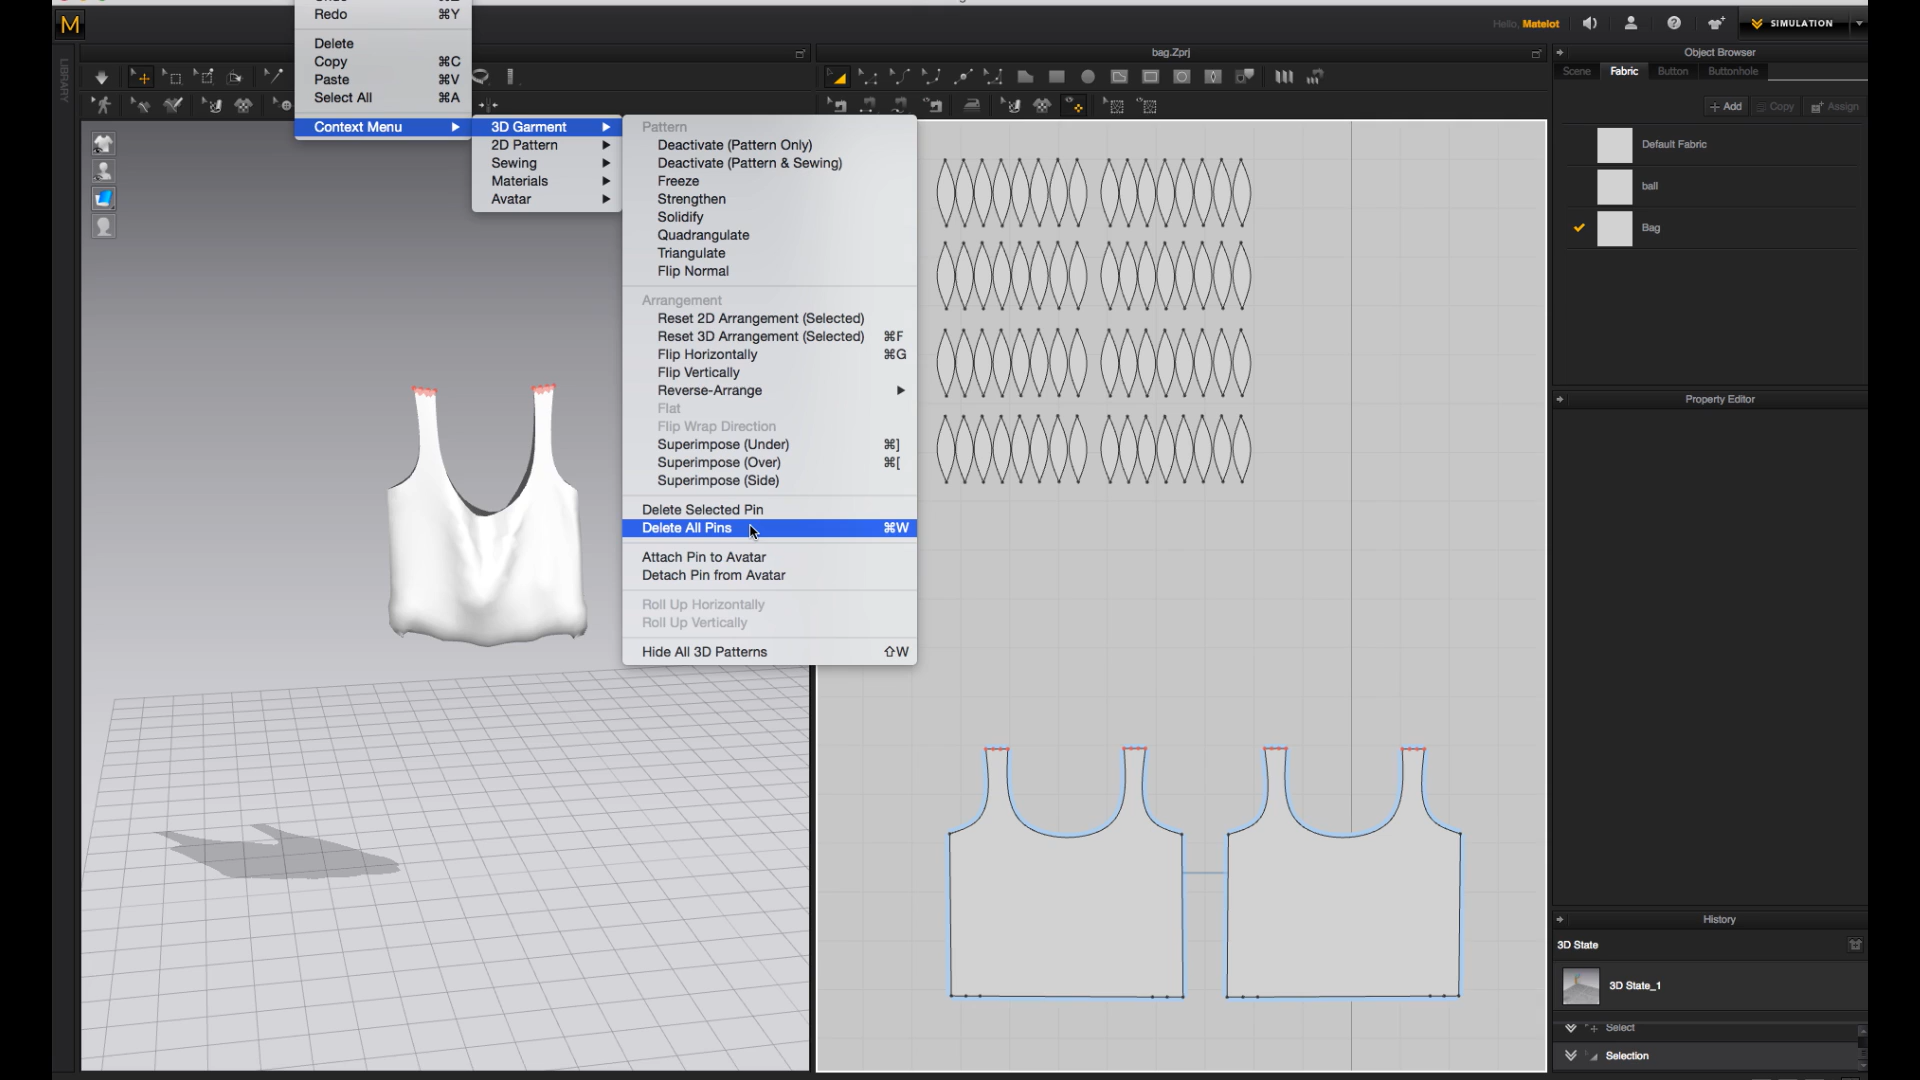 Redo ⌘Y
Delete
Copy ⌘C
Paste ⌘V
Select All ⌘A
Context Menu
3D Garment
2D Pattern
Sewing
Materials
Avatar
Pattern
Deactivate (Pattern Only)
Deactivate (Pattern & Sewing)
Freeze
Strengthen
Solidify
Quadrangulate
Triangulate
Flip Normal
Arrangement
Reset 2D Arrangement (Selected)
Reset 3D Arrangement (Selected) ⌘F
Flip Horizontally ⌘G
Flip Vertically
Reverse-Arrange
Flat
Flip Wrap Direction
Superimpose (Under) ⌘]
Superimpose (Over) ⌘[
Superimpose (Side)
Delete Selected Pin
Delete All Pins ⌘W
Attach Pin to Avatar
Detach Pin from Avatar
Roll Up Horizontally
Roll Up Vertically
Hide All 3D Patterns ⇧W
M
LIBRARY
bag.Zprj
Hello, Matelot
SIMULATION
Object Browser
Scene Fabric Button Buttonhole
+ Add Copy Assign
Default Fabric
ball
Bag
Property Editor
History
3D State
3D State_1
Select
Selection